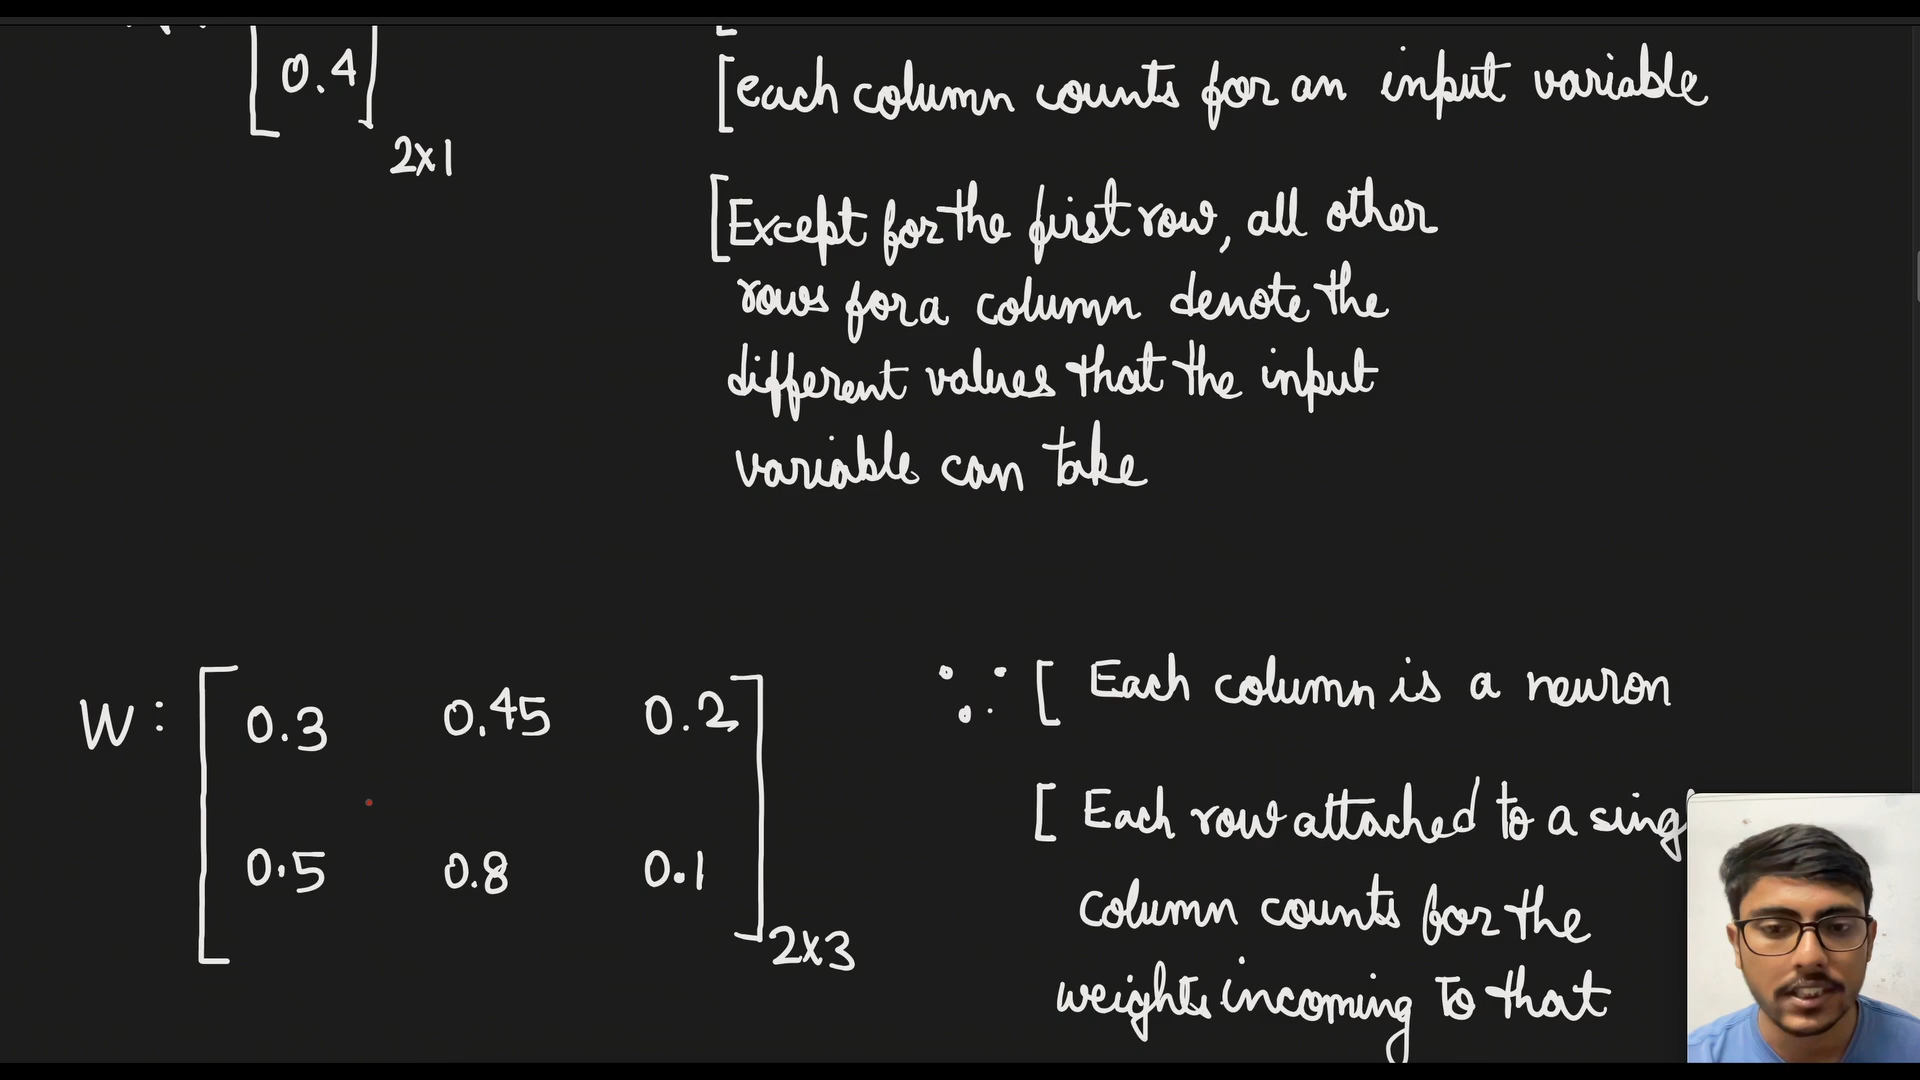 0.4
2x1
[each column counts for an input variable
[Except for the first row, all other
rows for a column denote the
different values that the input
variable can take
W: 0.3 0.45 0.2
0.5 0.8 0.1
2x3
[ Each column is a neuron
[ Each row attached to a
column counts for the
weights incoming to that